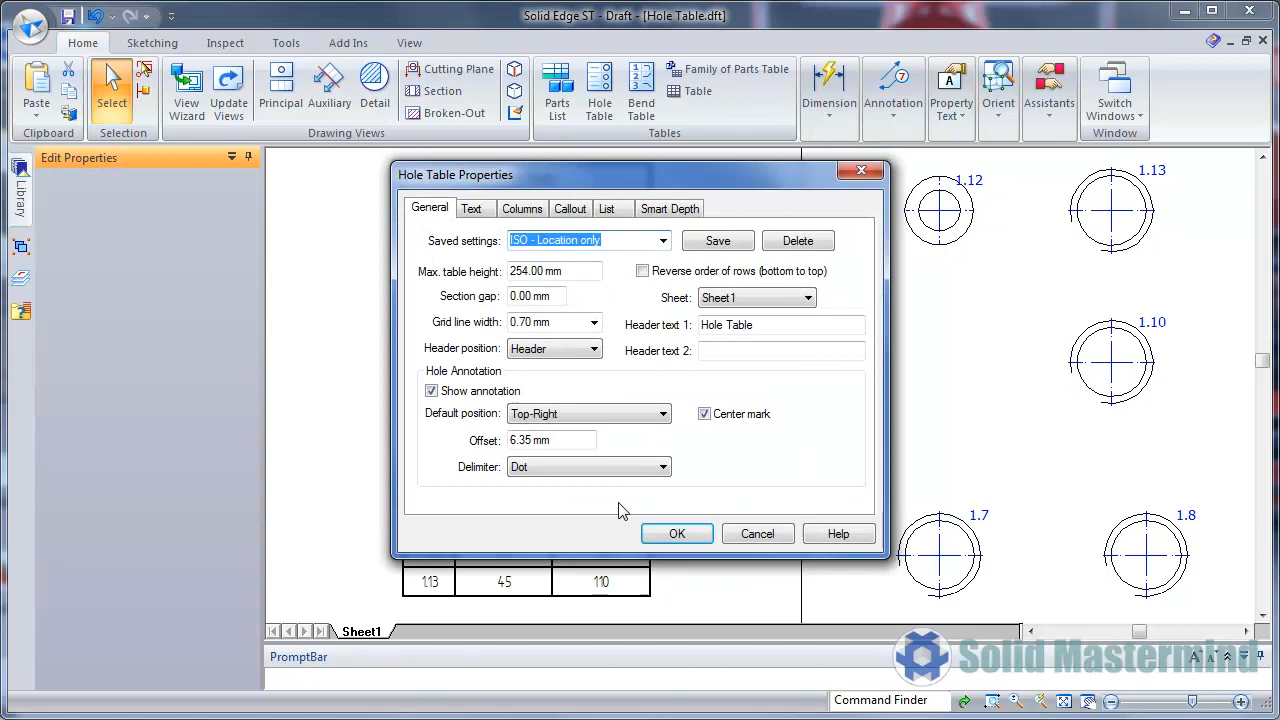 Solid Edge ST - Draft - [Hole Table.dft]
Home
Sketching
Inspect
Tools
Add Ins
View
Paste
Clipboard
Select
Selection
View Wizard
Update Views
Principal
Auxiliary
Detail
Cutting Plane
Section
Broken-Out
Drawing Views
Parts List
Hole Table
Bend Table
Family of Parts Table
Table
Tables
Dimension
Annotation
Property Text
Orient
Assistants
Switch Windows
Window
Edit Properties
Library
Hole Table Properties
General
Text
Columns
Callout
List
Smart Depth
Saved settings:
ISO - Location only
Save
Delete
Max. table height:
254.00 mm
Reverse order of rows (bottom to top)
Section gap:
0.00 mm
Sheet:
Sheet1
Grid line width:
0.70 mm
Header text 1:
Hole Table
Header position:
Header
Header text 2:
Hole Annotation
Show annotation
Default position:
Top-Right
Center mark
Offset:
6.35 mm
Delimiter:
Dot
OK
Cancel
Help
1.12
1.13
1.10
1.7
1.8
1.13
45
110
Sheet1
PromptBar
Solid Mastermind
Command Finder